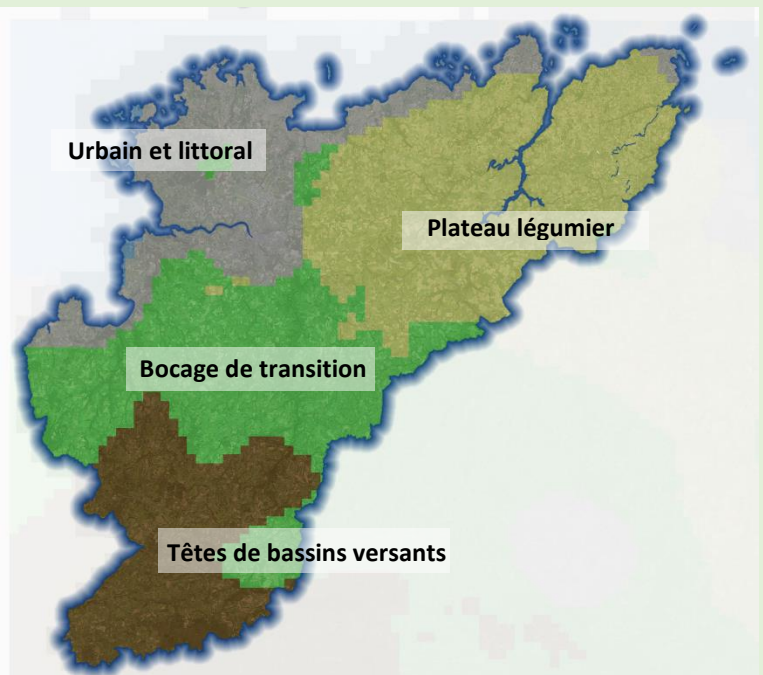 Urbain et littoral
Plateau légumier
Bocage de transition
Têtes de bassins versants